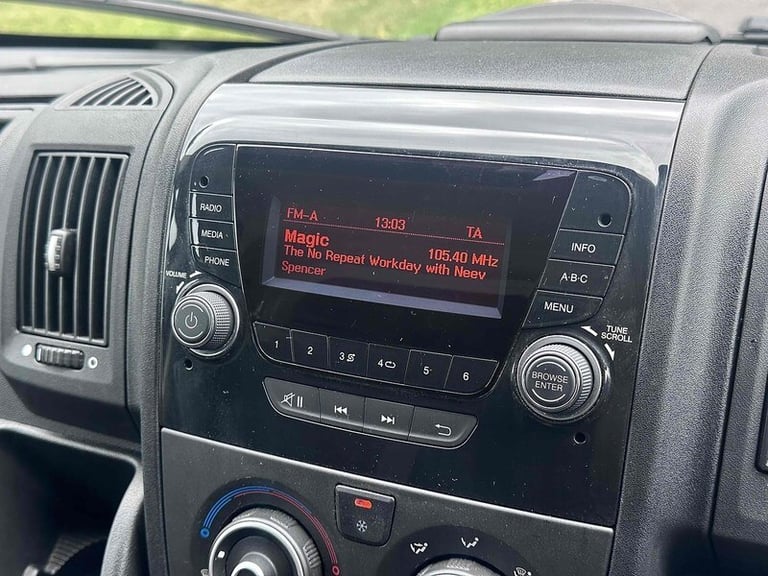 FM-A 13:03 TA
Magic 105.40 MHz
The No Repeat Workday with Neev
Spencer
RADIO
MEDIA
PHONE
VOLUME
INFO
A·B·C
MENU
TUNE
SCROLL
BROWSE
ENTER
1 2 3 4 5 6